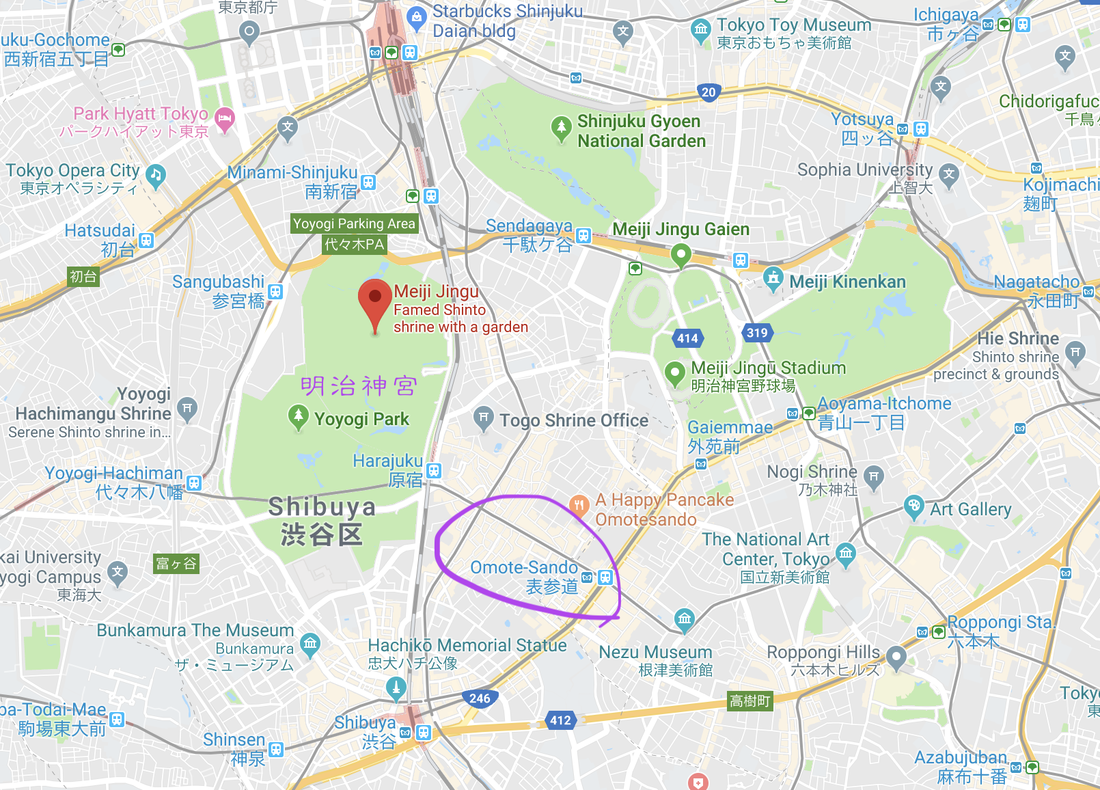 東京都庁
Starbucks Shinjuku
Daian bldg
Tokyo Toy Museum
東京おもちゃ美術館
Ichigaya
市ケ谷
uku-Gochome
西新宿五丁目
20
Park Hyatt Tokyo
パークハイアット東京
Shinjuku Gyoen
National Garden
Chidorigafuc
千鳥
Yotsuya
四ッ谷
Tokyo Opera City
東京オペラシティ
Minami-Shinjuku
南新宿
Sophia University
上智大
Kojimachi
麹町
Yoyogi Parking Area
代々木PA
Hatsudai
初台
Sendagaya
千駄ケ谷
Meiji Jingu Gaien
初台
Sangubashi
参宮橋
Meiji Jingu
Famed Shinto
shrine with a garden
Meiji Kinenkan
Nagatacho
永田町
414
319
Hie Shrine
Shinto shrine
precinct & grounds
明治神宮
Meiji Jingū Stadium
明治神宮野球場
Yoyogi
Hachimangu Shrine
Serene Shinto shrine in...
Yoyogi Park
Togo Shrine Office
Aoyama-Itchome
青山一丁目
Gaiemmae
外苑前
Harajuku
原宿
Yoyogi-Hachiman
代々木八幡
Nogi Shrine
乃木神社
Shibuya
渋谷区
A Happy Pancake
Omotesando
Art Gallery
The National Art
Center, Tokyo
国立新美術館
kai University
yogi Campus
東海大
富ヶ谷
Omote-Sando
表参道
Bunkamura The Museum
Bunkamura
ザ・ミュージアム
Hachikō Memorial Statue
忠犬ハチ公像
Nezu Museum
根津美術館
Roppongi Sta.
六本木
Roppongi Hills
六本木ヒルズ
246
高樹町
412
ba-Todai-Mae
駒場東大前
Shibuya
渋谷
Shinsen
神泉
Tokyo
東
Azabujuban
麻布十番